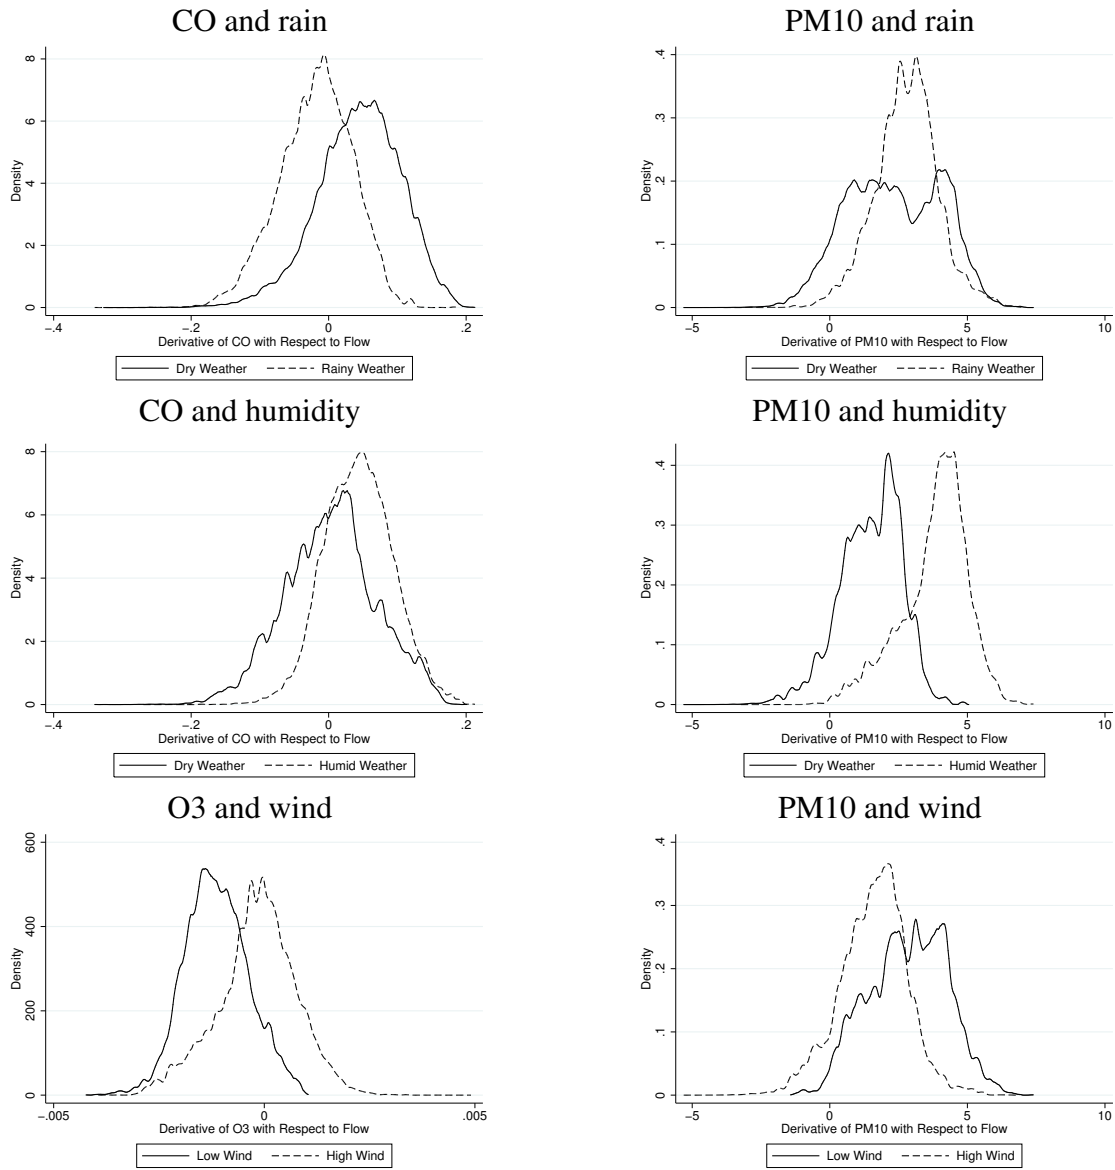 CO and rain
Density
0 2 4 6 8
-.4 -.2 0 .2
Derivative of CO with Respect to Flow
Dry Weather Rainy Weather
PM10 and rain
Density
0 .1 .2 .3 .4
-5 0 5 10
Derivative of PM10 with Respect to Flow
Dry Weather Rainy Weather
CO and humidity
Density
0 2 4 6 8
-.4 -.2 0 .2
Derivative of CO with Respect to Flow
Dry Weather Humid Weather
PM10 and humidity
Density
0 .1 .2 .3 .4
-5 0 5 10
Derivative of PM10 with Respect to Flow
Dry Weather Humid Weather
O3 and wind
Density
0 200 400 600
-.005 0 .005
Derivative of O3 with Respect to Flow
Low Wind High Wind
PM10 and wind
Density
0 .1 .2 .3 .4
-5 0 5 10
Derivative of PM10 with Respect to Flow
Low Wind High Wind